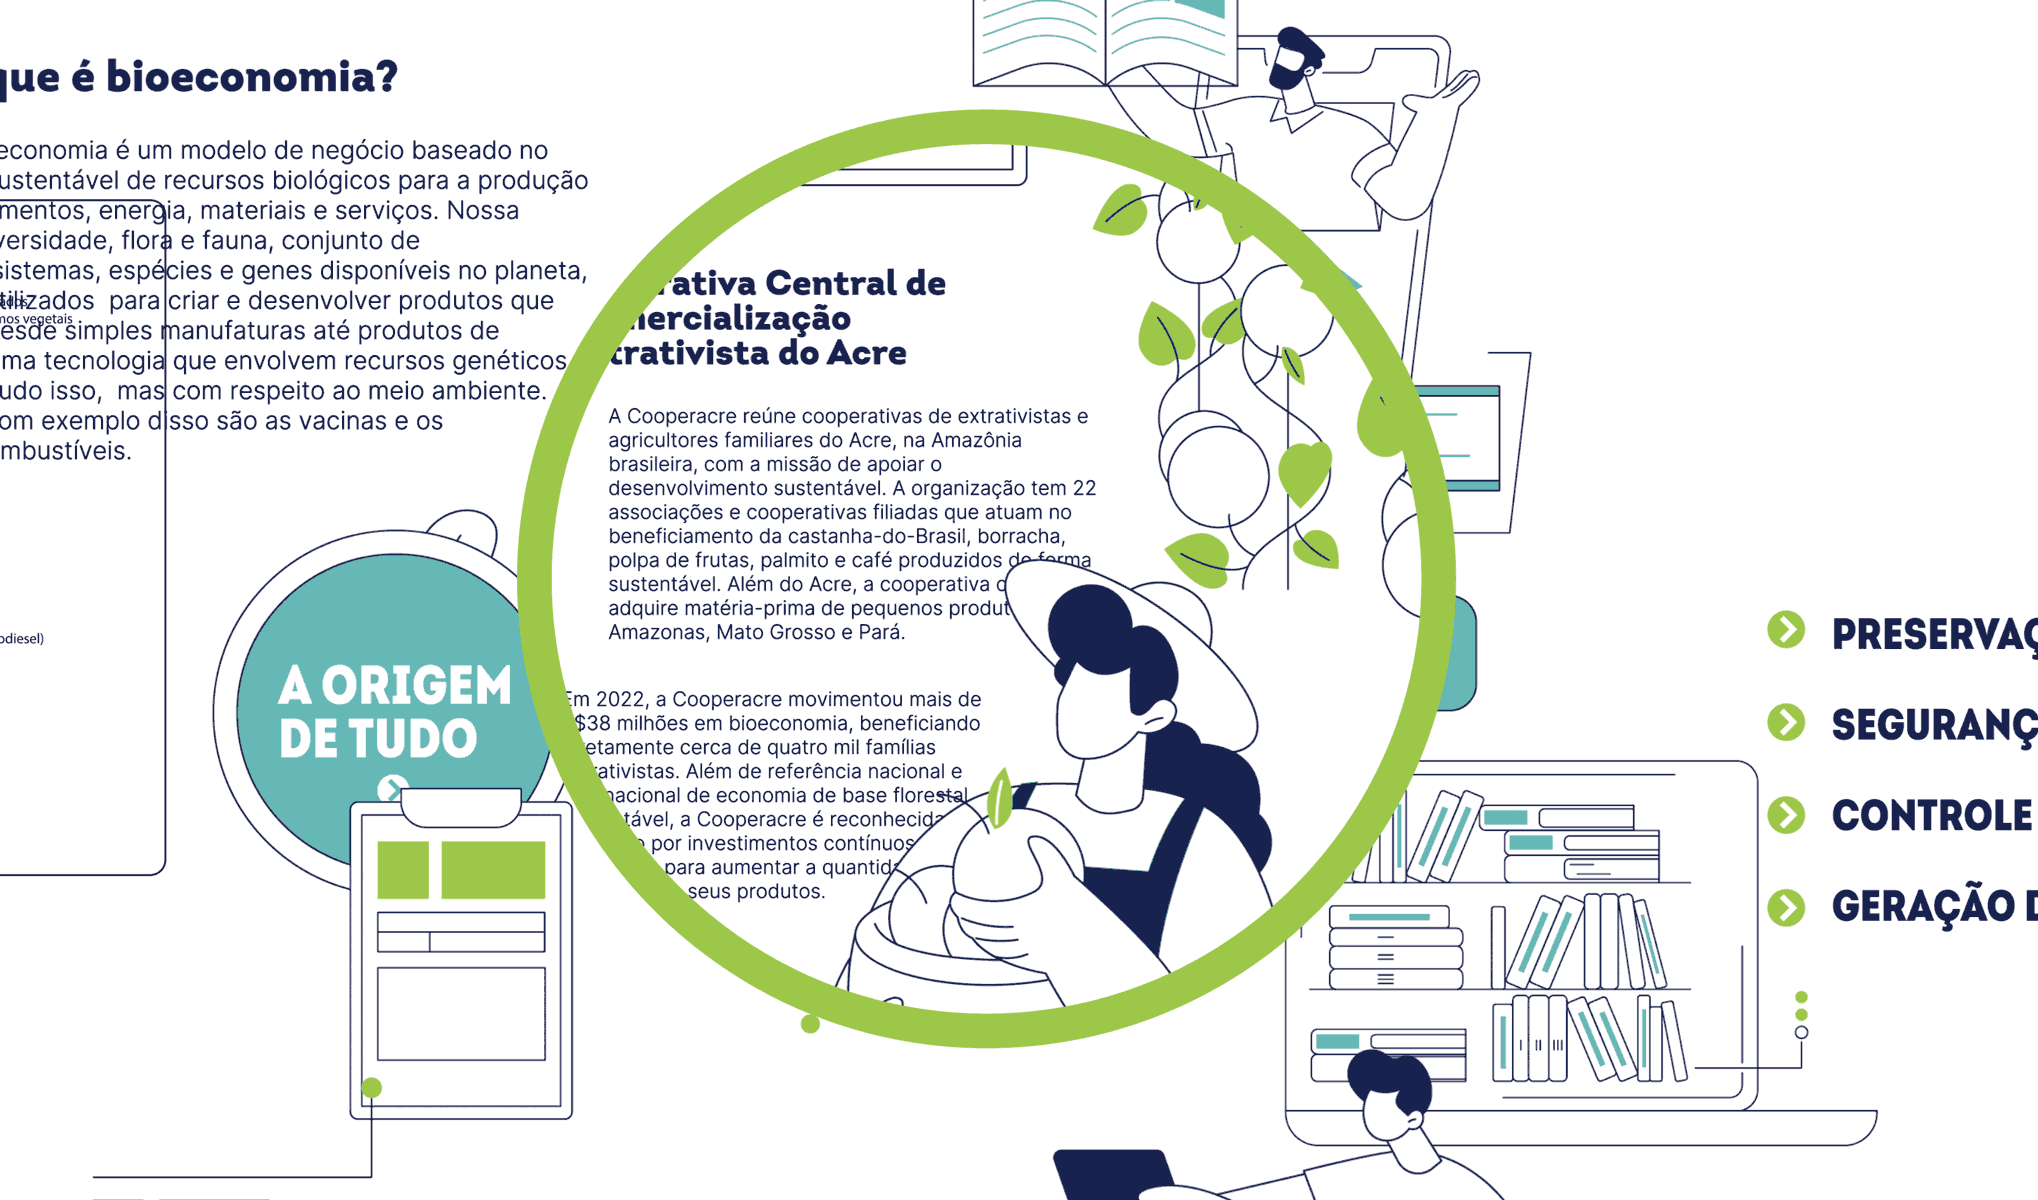 que é bioeconomia?
economia é um modelo de negócio baseado no
ustentável de recursos biológicos para a produção
mentos, energia, materiais e serviços. Nossa
versidade, flora e fauna, conjunto de
sistemas, espécies e genes disponíveis no planeta,
tilizados para criar e desenvolver produtos que
esde simples manufaturas até produtos de
ma tecnologia que envolvem recursos genéticos
udo isso, mas com respeito ao meio ambiente.
om exemplo disso são as vacinas e os
mbustíveis.
mos vegetais
odiesel)
A ORIGEM
DE TUDO
rativa Central de
mercialização
trativista do Acre
A Cooperacre reúne cooperativas de extrativistas e
agricultores familiares do Acre, na Amazônia
brasileira, com a missão de apoiar o
desenvolvimento sustentável. A organização tem 22
associações e cooperativas filiadas que atuam no
beneficiamento da castanha-do-Brasil, borracha,
polpa de frutas, palmito e café produzidos de forma
sustentável. Além do Acre, a cooperativa
adquire matéria-prima de pequenos produt
Amazonas, Mato Grosso e Pará.
Em 2022, a Cooperacre movimentou mais de
$38 milhões em bioeconomia, beneficiando
etamente cerca de quatro mil famílias
rativistas. Além de referência nacional e
nacional de economia de base florestal
tável, a Cooperacre é reconhecida
por investimentos contínuos
para aumentar a quantida
seus produtos.
PRESERVAÇ
SEGURANÇ
CONTROLE
GERAÇÃO D